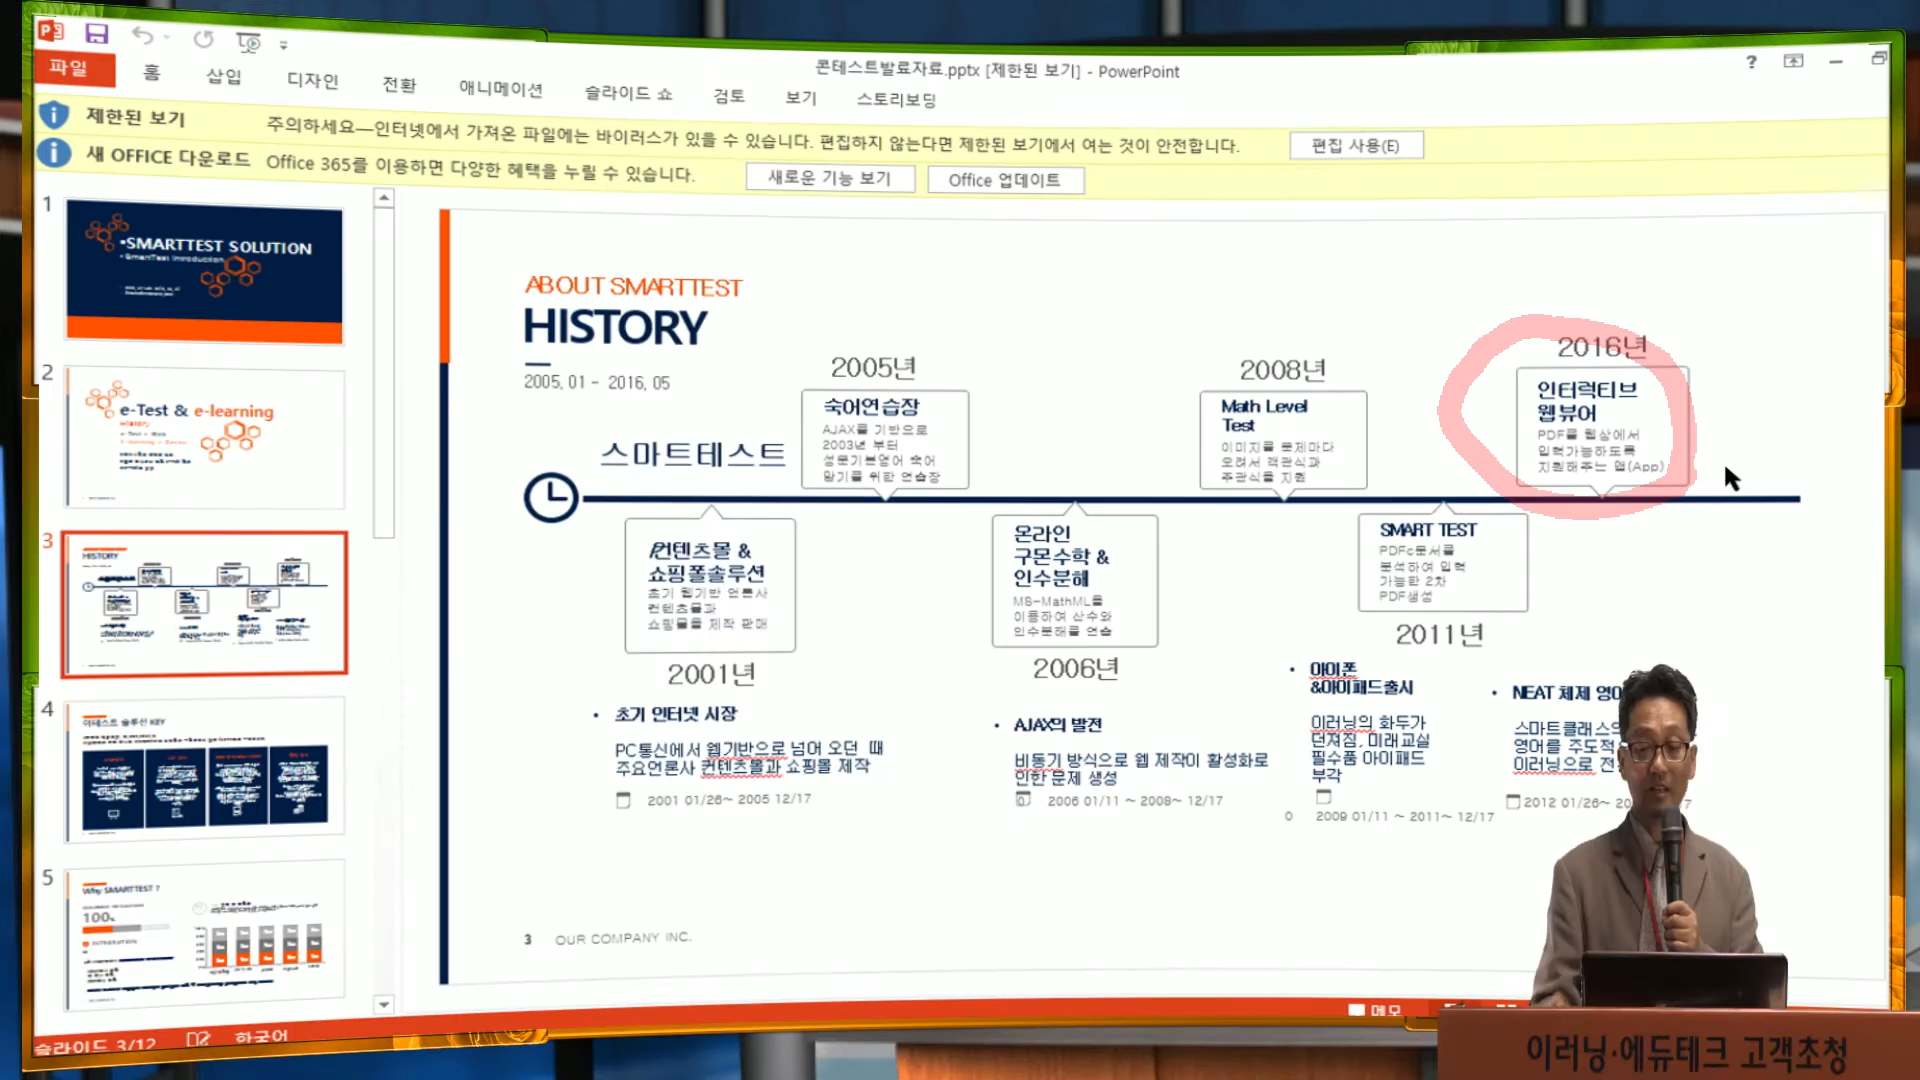 콘테스트발표자료.pptx [제한된 보기] - PowerPoint
파일 홈 삽입 디자인 전환 애니메이션 슬라이드 쇼 검토 보기 스토리보딩
제한된 보기 주의하세요—인터넷에서 가져온 파일에는 바이러스가 있을 수 있습니다. 편집하지 않는다면 제한된 보기에서 여는 것이 안전합니다. 편집 사용(E)
새 OFFICE 다운로드 Office 365를 이용하면 다양한 혜택을 누릴 수 있습니다. 새로운 기능 보기 Office 업데이트
1
•SMARTTEST SOLUTION
• SmartTest Introduction
2
e-Test & e-learning
3
HISTORY
4
이테스트 솔루션 KEY
5
Why SMARTTEST ?
100%
ABOUT SMARTTEST
HISTORY
2005. 01 - 2016. 05
스마트테스트
2005년
숙어연습장
AJAX를 기반으로
2003년 부터
성문기본영어 숙어
암기를 위한 연습장
2008년
Math Level
Test
이미지를 문제마다
오려서 객관식과
주관식을 지원
2016년
인터럭티브
웹뷰어
PDF를 웹상에서
입력가능하도록
지원해주는 앱(App)
컨텐츠몰 &
쇼핑몰솔루션
초기 웹기반 언론사
컨텐츠몰과
쇼핑몰을 제작 판매
2001년
온라인
구몬수학 &
인수분해
MS-MathML를
이용하여 산수와
인수분해를 연습
2006년
SMART TEST
PDFc문서를
분석하여 입력
가능한 2차
PDF생성
2011년
• 초기 인터넷 시장
PC통신에서 웹기반으로 넘어 오던 때
주요언론사 컨텐츠몰과 쇼핑몰 제작
2001 01/26~ 2005 12/17
• AJAX의 발전
비동기 방식으로 웹 제작이 활성화로
인한 문제 생성
2006 01/11 ~ 2008~ 12/17
• 아이폰
&아이패드출시
이러닝의 화두가
던져짐, 미래교실
필수품 아이패드
부각
0 2009 01/11 ~ 2011~ 12/17
• NEAT 체제 영어
스마트클래스의
영어를 주도적
이러닝으로 전
2012 01/26~ 20
3 OUR COMPANY INC.
슬라이드 3/12 한국어 메모
이러닝·에듀테크 고객초청